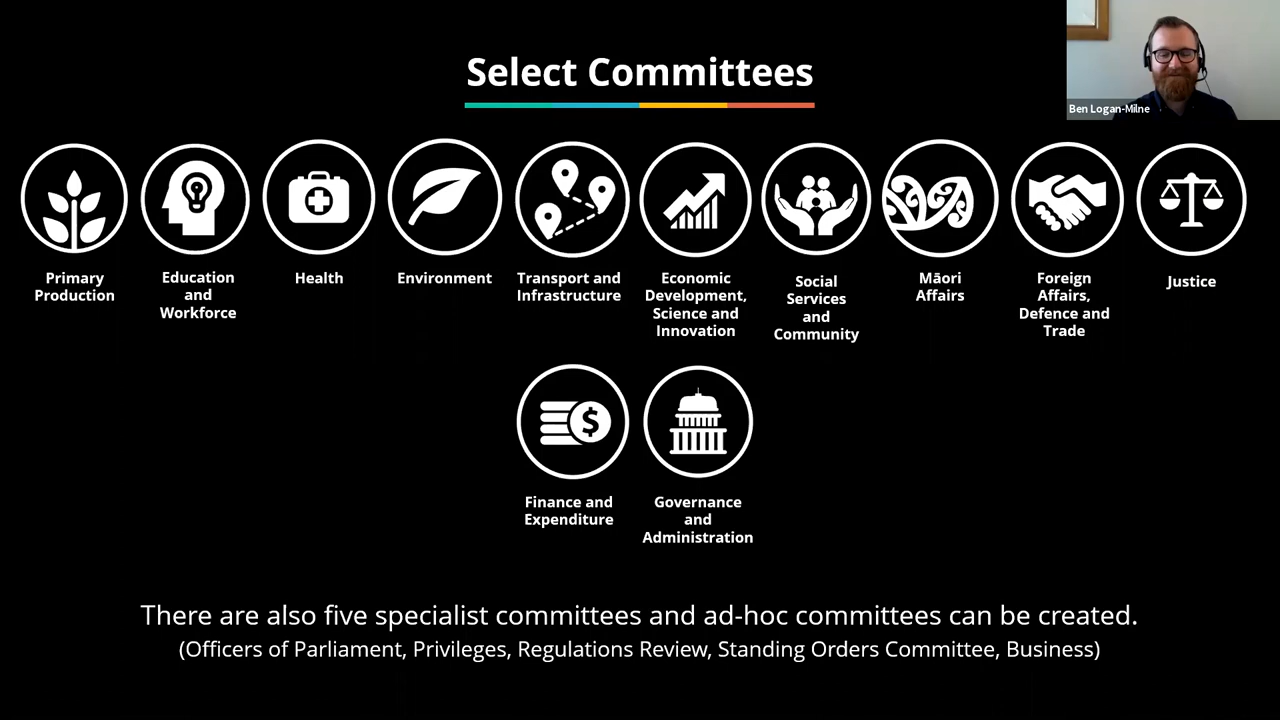 Select Committees
Ben Logan-Milne
Primary
Production
Education
and
Workforce
Health
Environment
Transport and
Infrastructure
Economic
Development,
Science and
Innovation
Social
Services
and
Community
Māori
Affairs
Foreign
Affairs,
Defence and
Trade
Justice
$
Finance and
Expenditure
Governance
and
Administration
There are also five specialist committees and ad-hoc committees can be created.
(Officers of Parliament, Privileges, Regulations Review, Standing Orders Committee, Business)